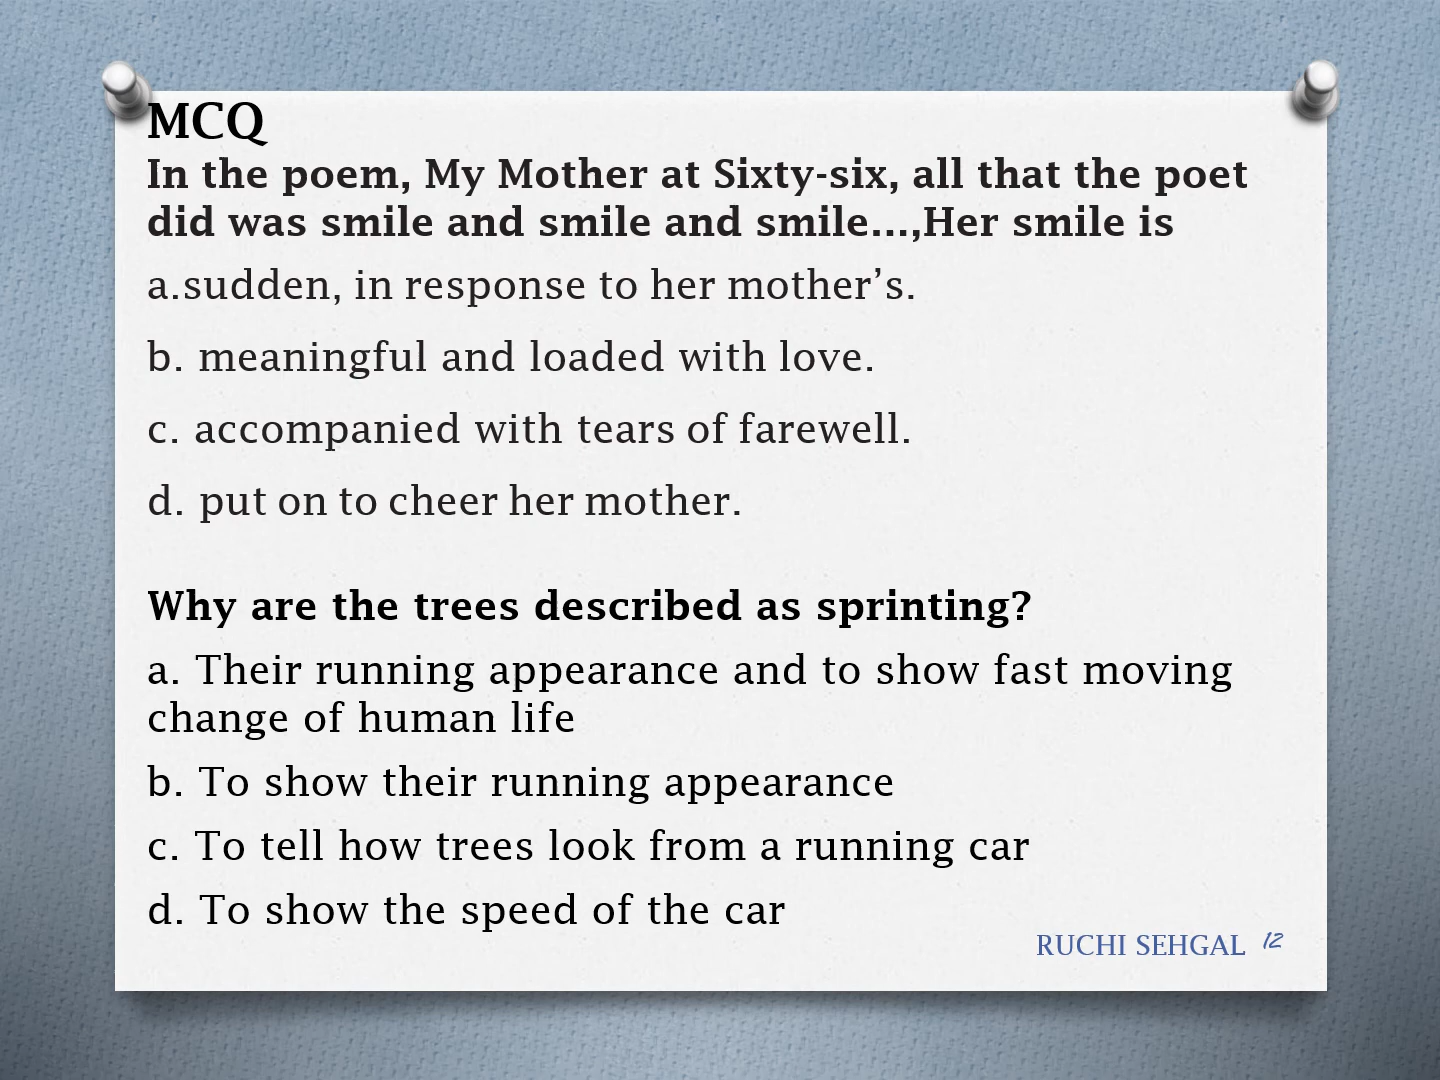 MCQ
In the poem, My Mother at Sixty-six, all that the poet
did was smile and smile and smile...,Her smile is
a.sudden, in response to her mother’s.
b. meaningful and loaded with love.
c. accompanied with tears of farewell.
d. put on to cheer her mother.
Why are the trees described as sprinting?
a. Their running appearance and to show fast moving
change of human life
b. To show their running appearance
c. To tell how trees look from a running car
d. To show the speed of the car
RUCHI SEHGAL 12